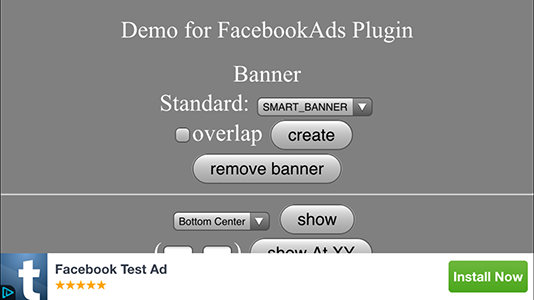 Demo for FacebookAds Plugin
Banner
Standard: SMART_BANNER
overlap create
remove banner
Bottom Center show
( ) show At XY
t Facebook Test Ad Install Now